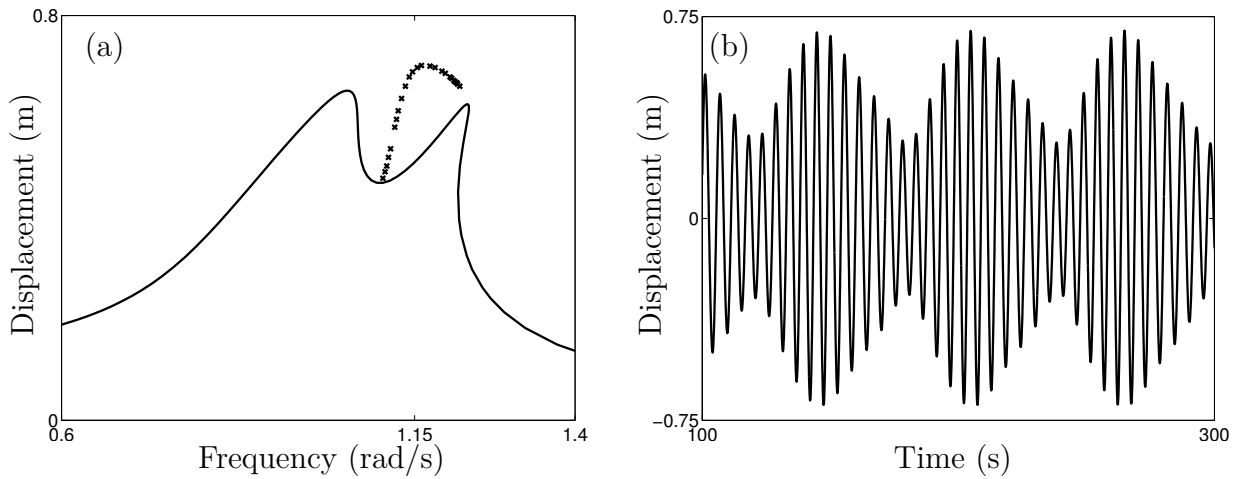 0.8
(a)
Displacement (m)
0
0.6
1.15
1.4
Frequency (rad/s)
0.75
(b)
Displacement (m)
0
−0.75
100
300
Time (s)